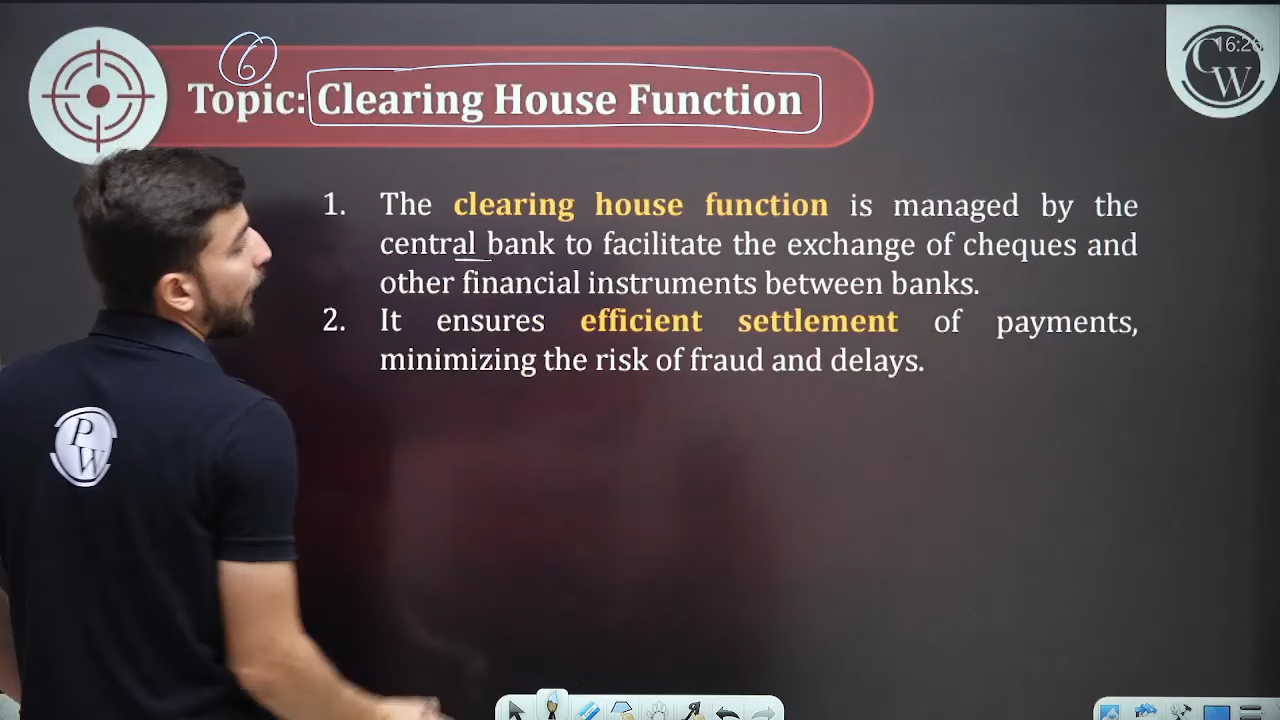 6
Topic: Clearing House Function
16:26
CW
1. The clearing house function is managed by the
central bank to facilitate the exchange of cheques and
other financial instruments between banks.
2. It ensures efficient settlement of payments,
minimizing the risk of fraud and delays.
PW